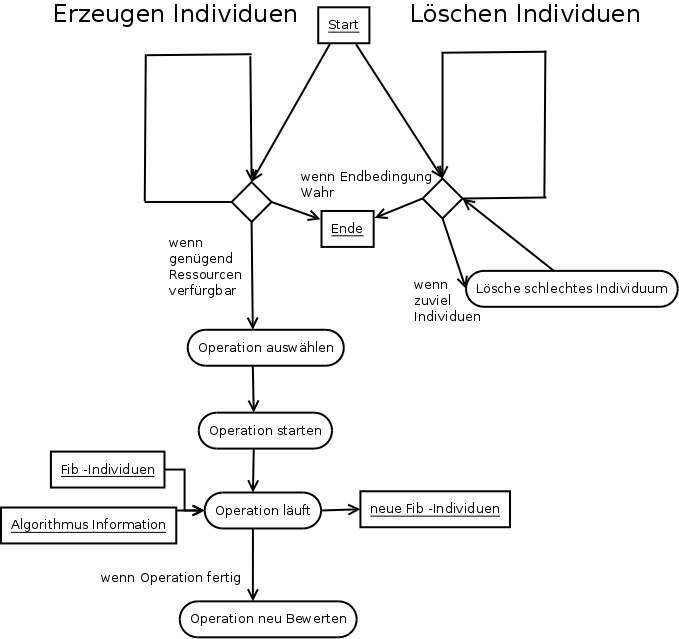 Erzeugen Individuen
Start
Löschen Individuen
wenn Endbedingung
Wahr
Ende
wenn
genügend
Ressourcen
verfürgbar
wenn
zuviel
Individuen
Lösche schlechtes Individuum
Operation auswählen
Operation starten
Fib -Individuen
Algorithmus Information
Operation läuft
neue Fib -Individuen
wenn Operation fertig
Operation neu Bewerten